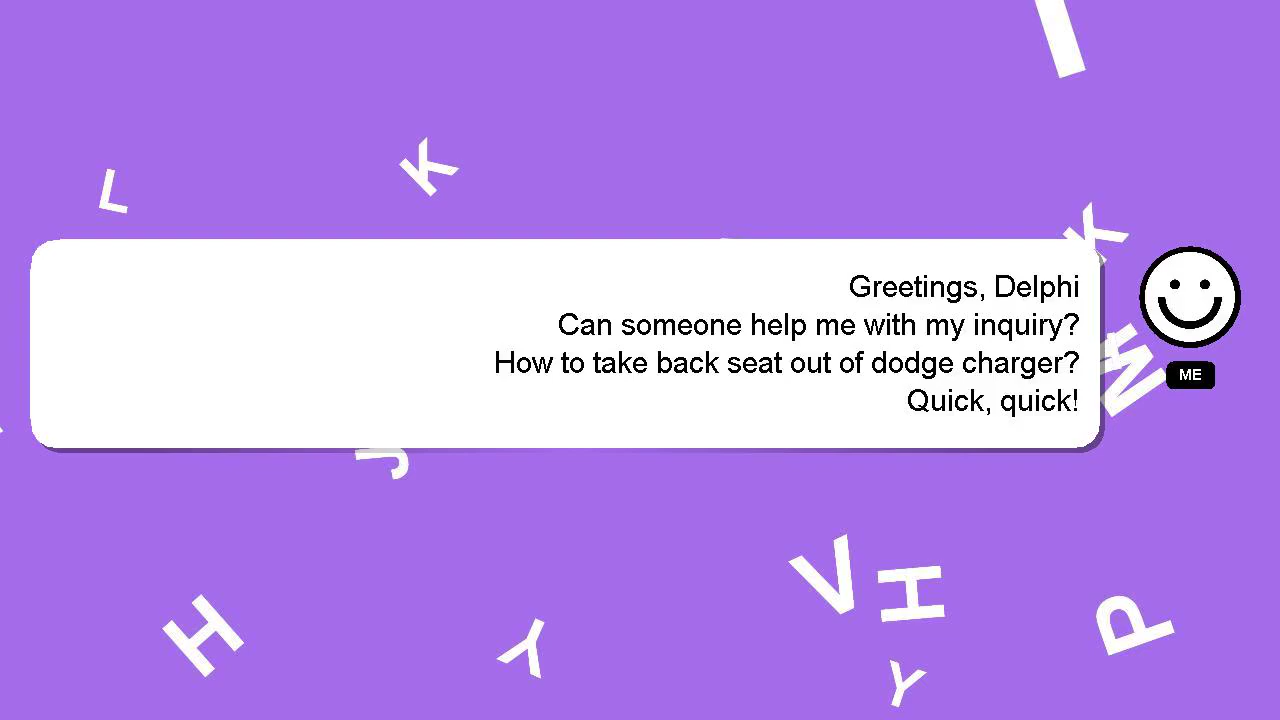 I
L
K
K
Greetings, Delphi
Can someone help me with my inquiry?
How to take back seat out of dodge charger?
Quick, quick!
ME
M
J
V
H
H
P
Y
Y